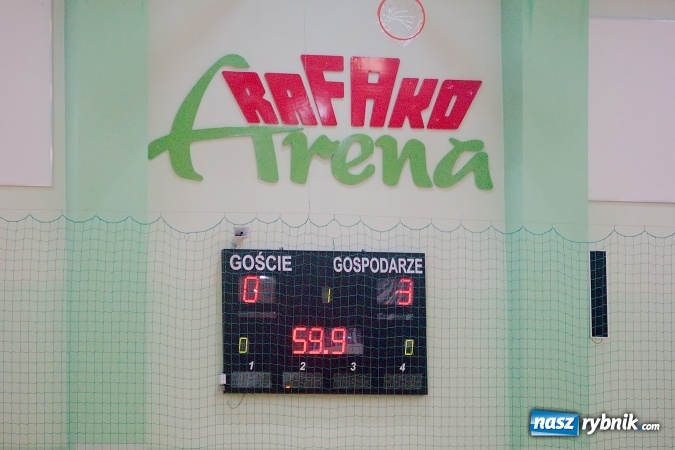 RAFAKO
Arena
GOŚCIE GOSPODARZE
0 1 3
0 59.9 0
1 2 3 4
nasz rybnik.com